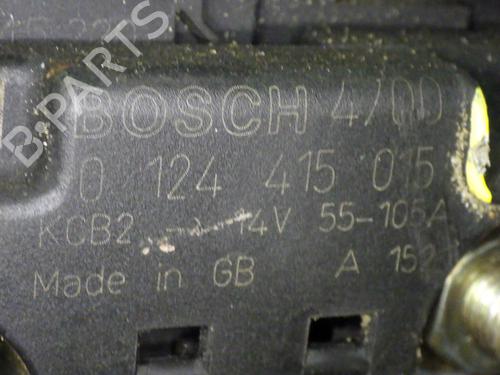 BOSCH 4/00
0 124 415 015
KCB2 → 14V 55-105A
Made in GB A 152
B-PARTS